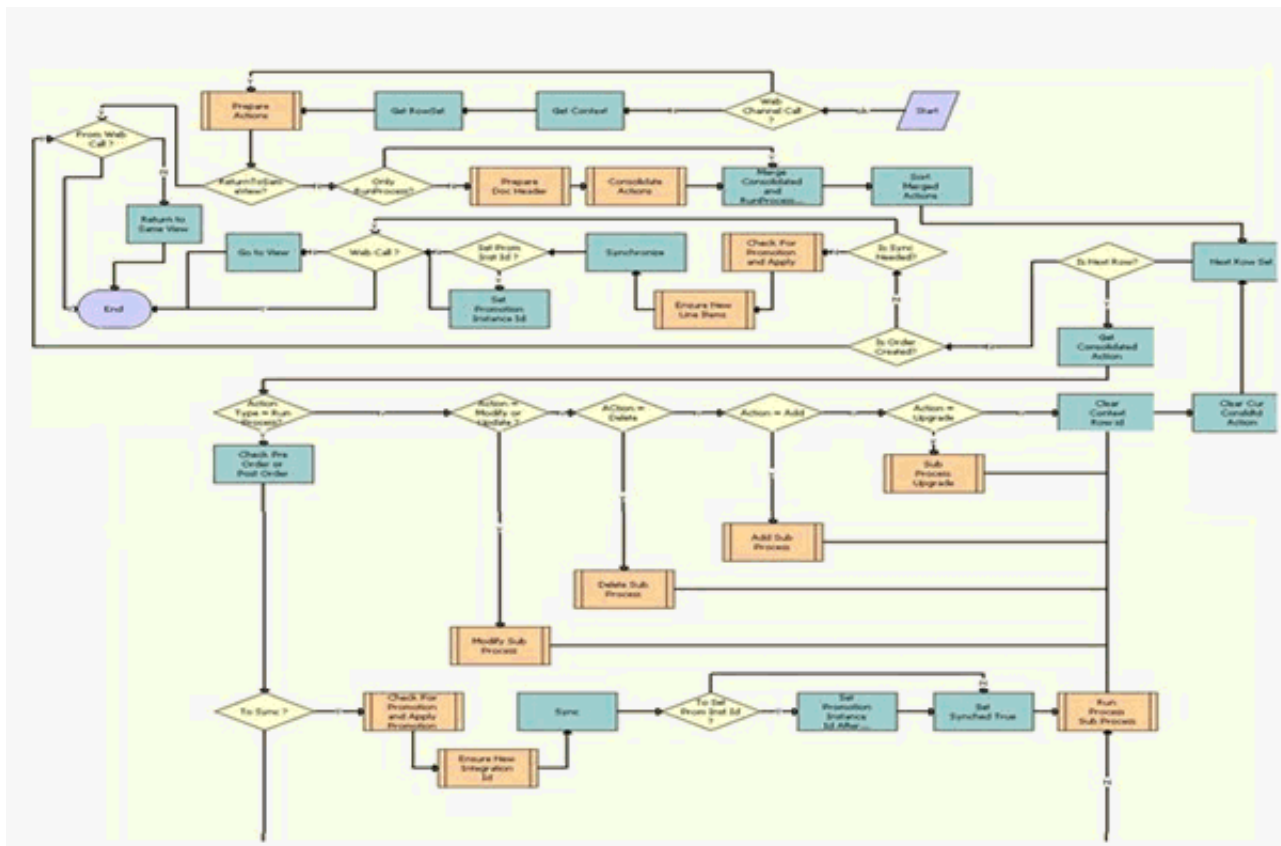 Prepare
Actions
Get RowSet
Get Context
Web
Channel Call
?
Start
From Web
Call ?
ReturnToSam
eView?
Only
RunProcess?
Prepare
Doc Header
Consolidate
Actions
Merge
Consolidated
and
RunProcess...
Sort
Merged
Actions
Return to
Same View
Go to View
Web Call ?
Set Prom
Inst Id ?
Synchronize
Check For
Promotion
and Apply
Is Sync
Needed?
Is Next Row?
Next Row Set
End
Set
Promotion
Instance Id
Ensure New
Line Items
Is Order
Created?
Get
Consolidated
Action
Action
Type = Run
Process?
Action =
Modify or
Update ?
ACtion =
Delete
Action = Add
Action =
Upgrade
Clear
Context
Row id
Clear Cur
Action
Check Pre
Order or
Post Order
Sub
Process
Upgrade
Add Sub
Process
Delete Sub
Process
Modify Sub
Process
To Sync ?
Check For
Promotion
and Apply
Promotion
Sync
To Set
Prom Inst Id
?
Set
Promotion
Instance
Id After...
Set
Synched True
Run
Process
Sub Process
Ensure New
Integration
Id